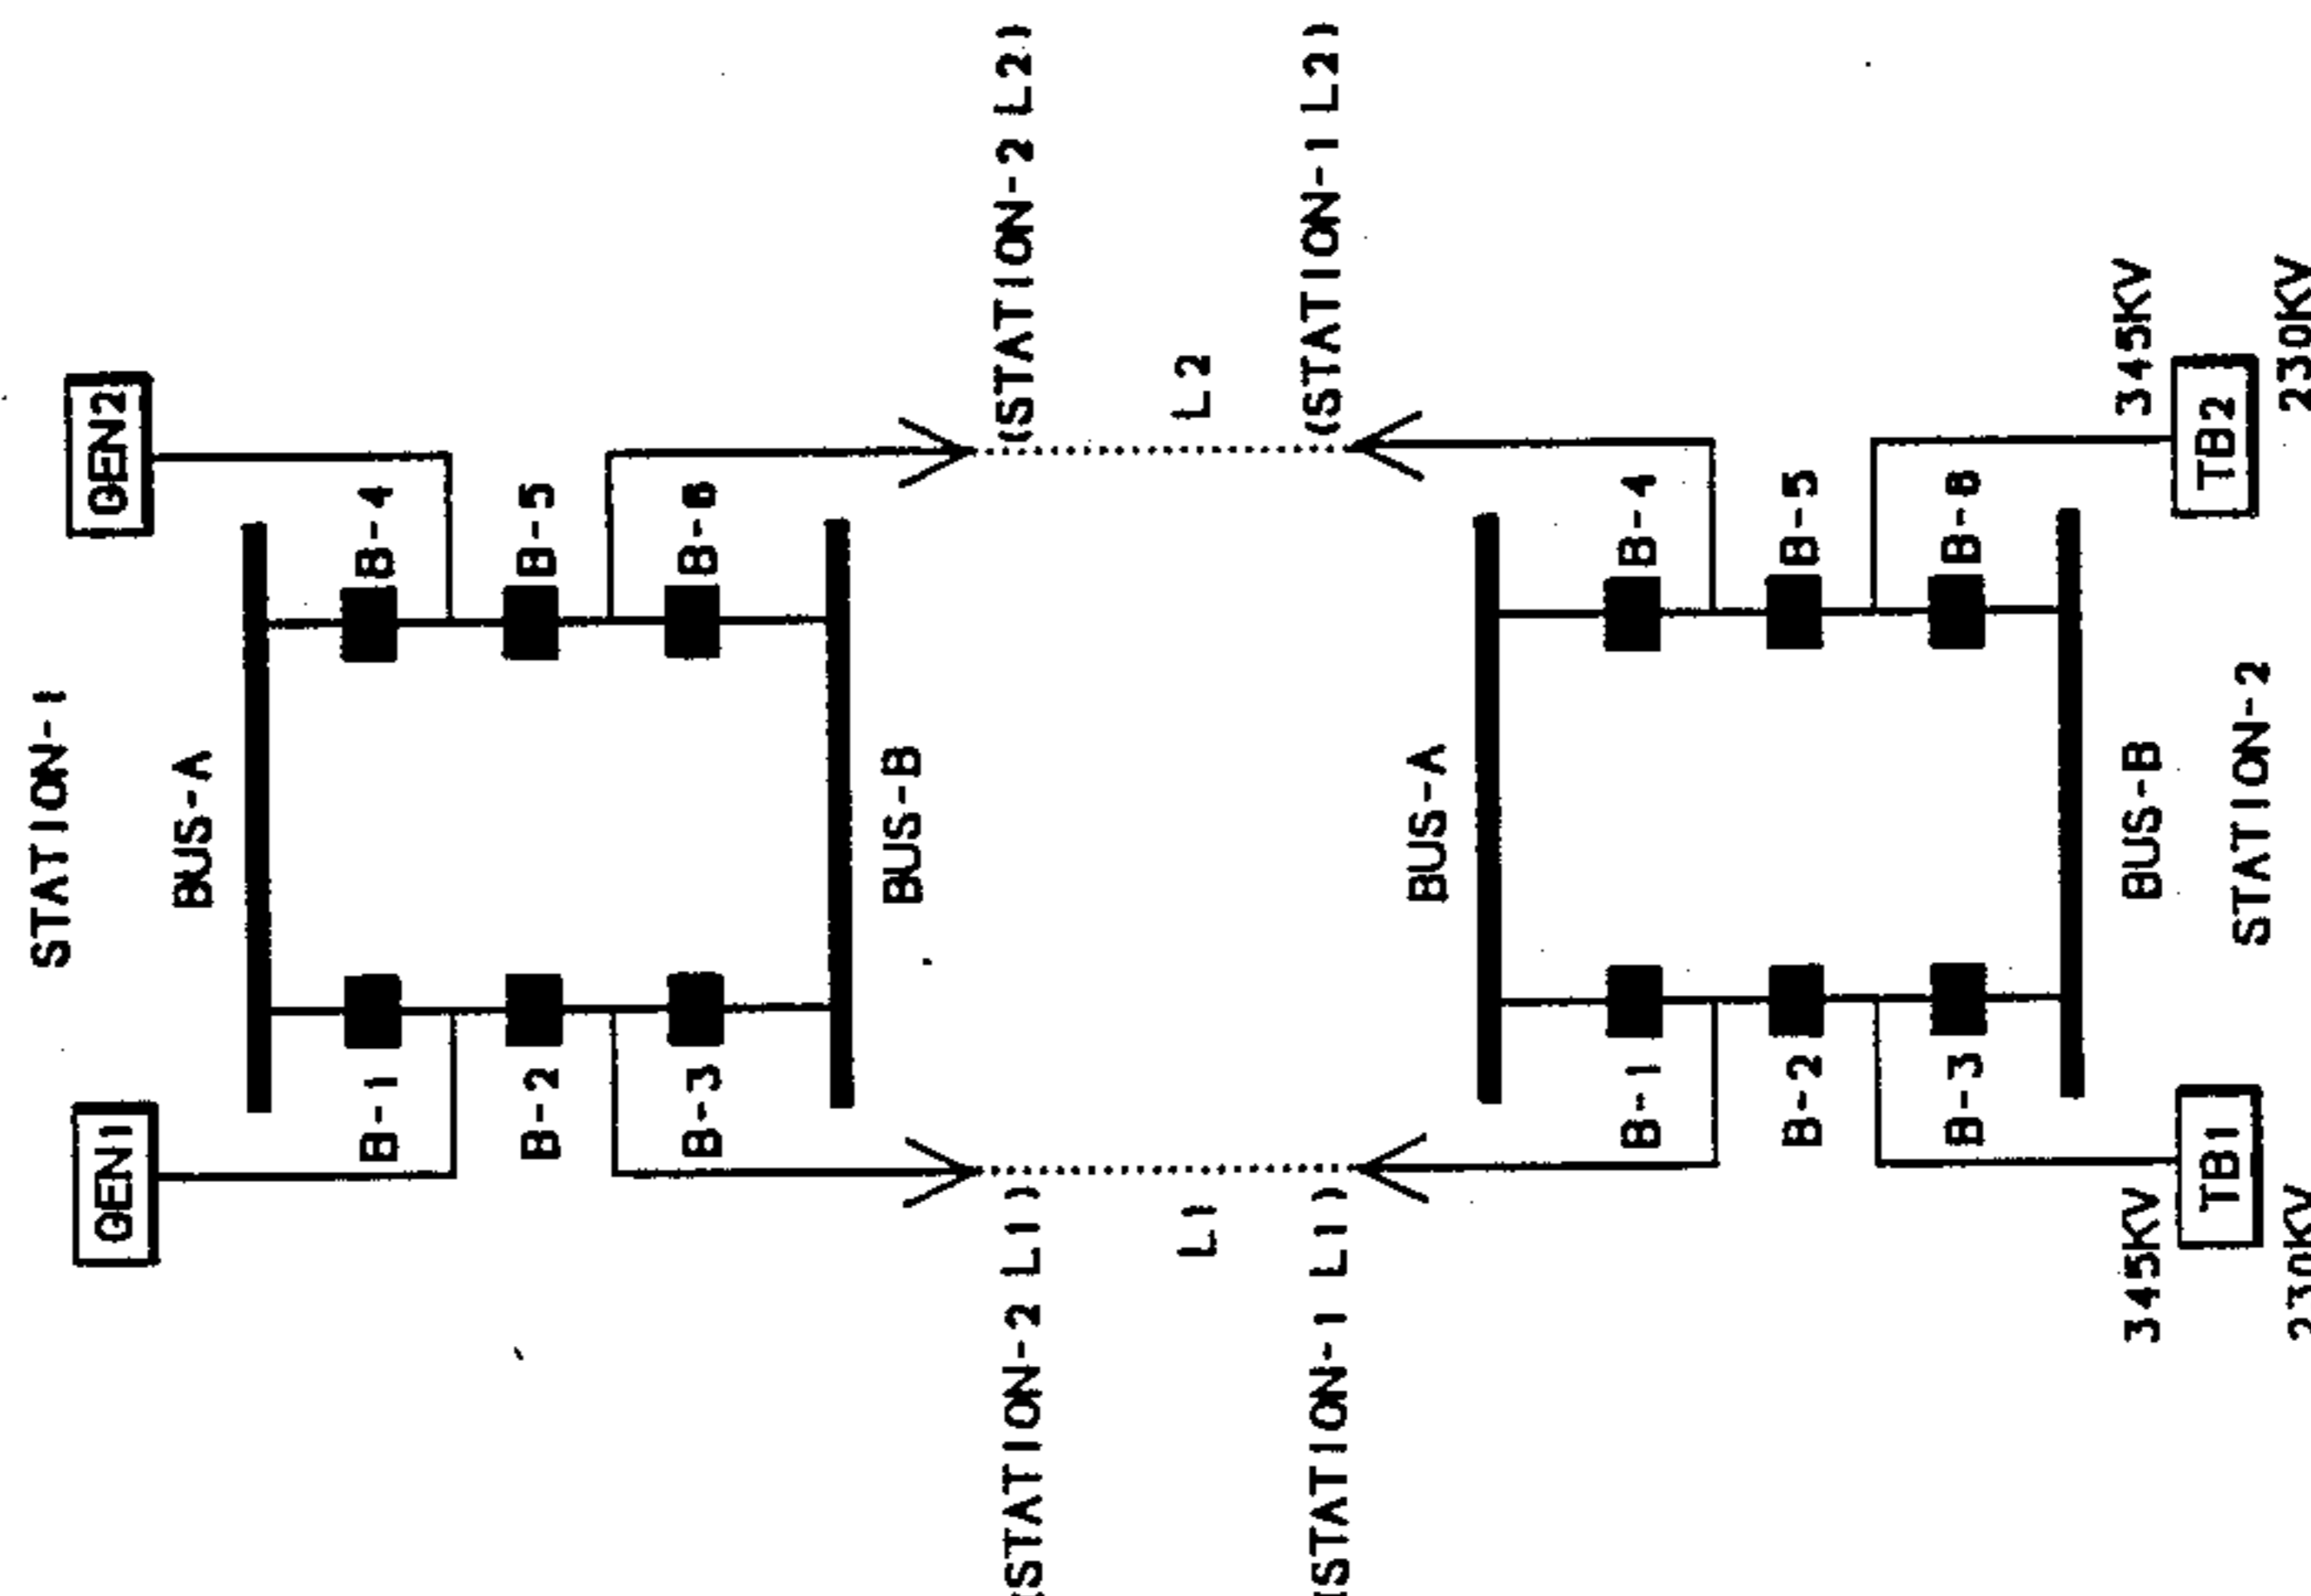 STATION-1
GEN1
GEN2
BUS-A
B-1
B-4
B-2
B-5
B-3
B-6
BUS-B
(STATION-2 L1)
(STATION-2 L2)
L1
L2
(STATION-1 L1)
(STATION-1 L2)
BUS-A
B-1
B-4
B-2
B-5
B-3
B-6
BUS-B
345KV
345KV
TB1
STATION-2
TB2
230KV
230KV